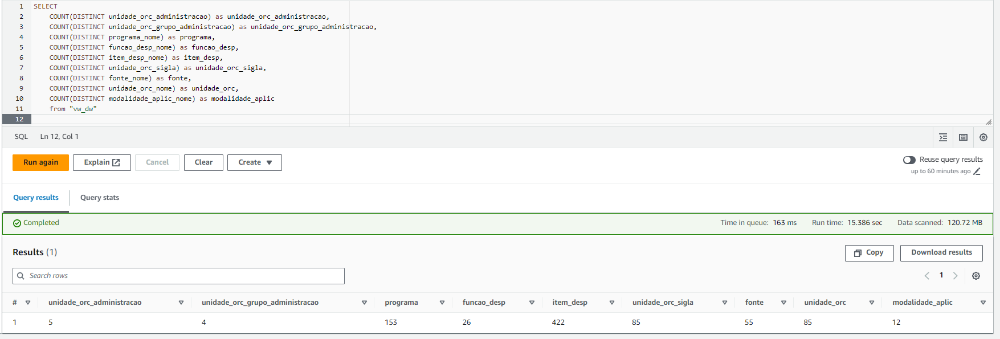 1 SELECT
2 COUNT(DISTINCT unidade_orc_administracao) as unidade_orc_administracao,
3 COUNT(DISTINCT unidade_orc_grupo_administracao) as unidade_orc_grupo_administracao,
4 COUNT(DISTINCT programa_nome) as programa,
5 COUNT(DISTINCT funcao_desp_nome) as funcao_desp,
6 COUNT(DISTINCT item_desp_nome) as item_desp,
7 COUNT(DISTINCT unidade_orc_sigla) as unidade_orc_sigla,
8 COUNT(DISTINCT fonte_nome) as fonte,
9 COUNT(DISTINCT unidade_orc_nome) as unidade_orc,
10 COUNT(DISTINCT modalidade_aplic_nome) as modalidade_aplic
11 from "vw_dw"
12
SQL Ln 12, Col 1
Run again Explain Cancel Clear Create Reuse query results
up to 60 minutes ago
Query results Query stats
Completed Time in queue: 163 ms Run time: 15.386 sec Data scanned: 120.72 MB
Results (1) Copy Download results
Search rows 1
# unidade_orc_administracao unidade_orc_grupo_administracao programa funcao_desp item_desp unidade_orc_sigla fonte unidade_orc modalidade_aplic
1 5 4 153 26 422 85 55 85 12